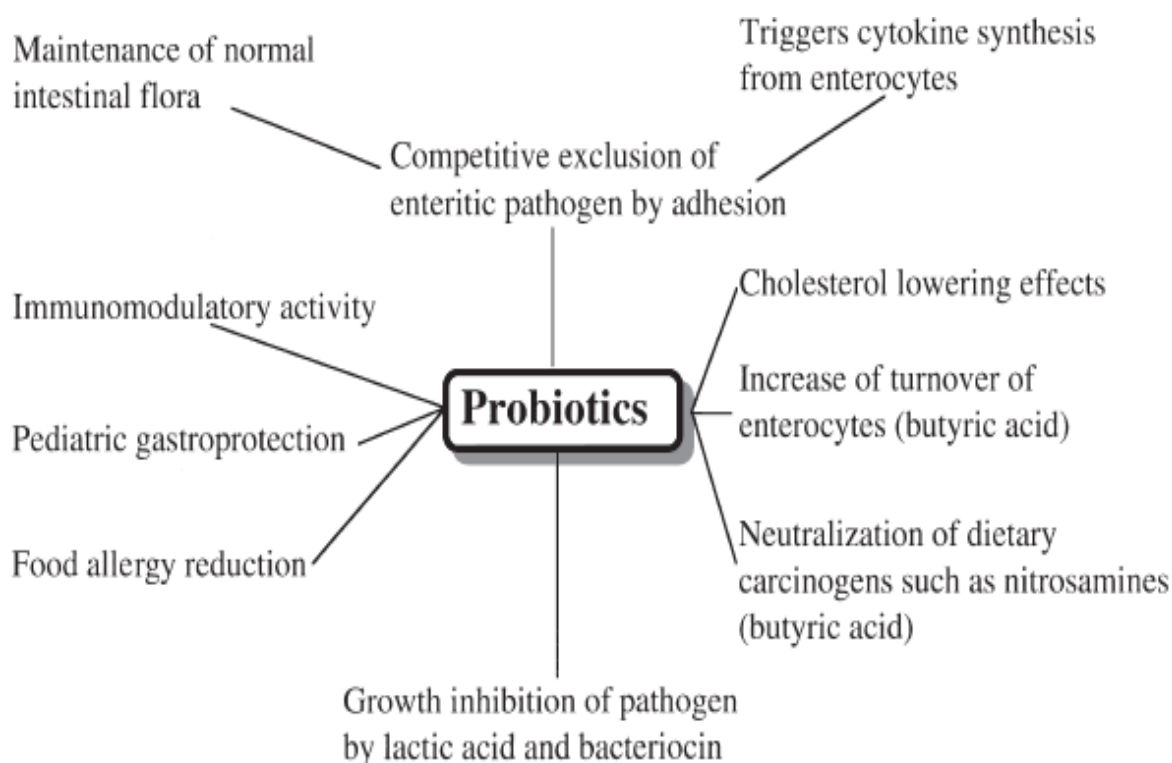 Maintenance of normal
intestinal flora
Triggers cytokine synthesis
from enterocytes
Competitive exclusion of
enteritic pathogen by adhesion
Immunomodulatory activity
Cholesterol lowering effects
Probiotics
Increase of turnover of
enterocytes (butyric acid)
Pediatric gastroprotection
Food allergy reduction
Neutralization of dietary
carcinogens such as nitrosamines
(butyric acid)
Growth inhibition of pathogen
by lactic acid and bacteriocin